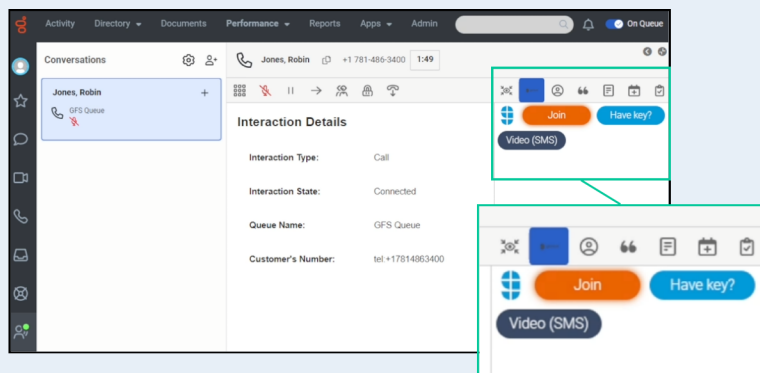 Activity Directory Documents Performance Reports Apps Admin On Queue
Conversations
Jones, Robin +1 781-486-3400 1:49
Jones, Robin
GFS Queue
Interaction Details
Interaction Type: Call
Interaction State: Connected
Queue Name: GFS Queue
Customer's Number: tel:+17814863400
Join Have key?
Video (SMS)
Join Have key?
Video (SMS)